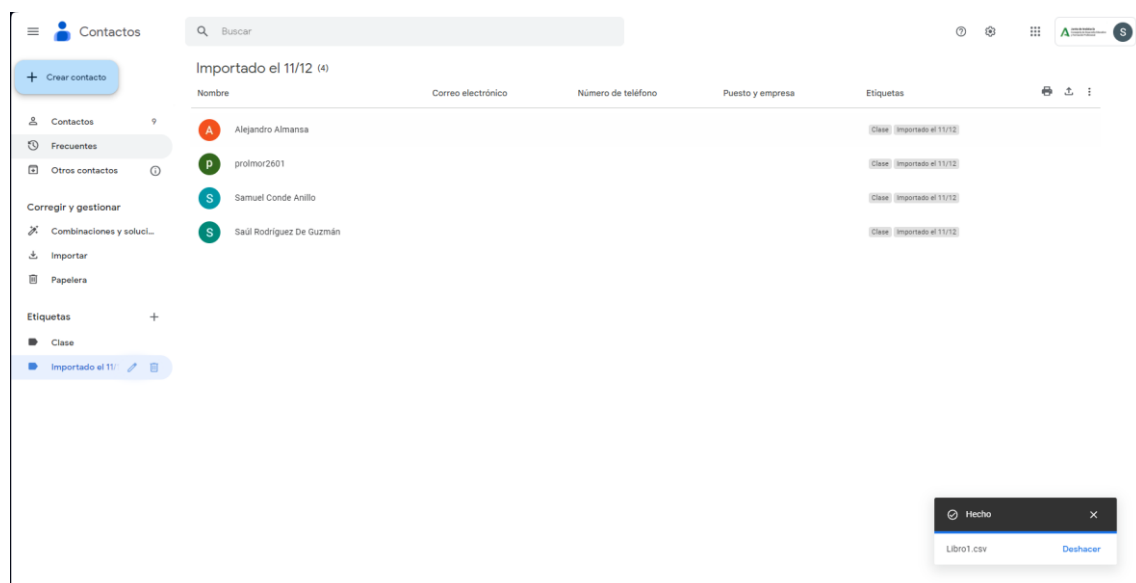 Contactos
Buscar
S
Crear contacto
Contactos 9
Frecuentes
Otros contactos
Corregir y gestionar
Combinaciones y soluci...
Importar
Papelera
Etiquetas
Clase
Importado el 11/
Importado el 11/12 (4)
Nombre Correo electrónico Número de teléfono Puesto y empresa Etiquetas
A Alejandro Almansa Clase Importado el 11/12
p prolmor2601 Clase Importado el 11/12
S Samuel Conde Anillo Clase Importado el 11/12
S Saúl Rodríguez De Guzmán Clase Importado el 11/12
Hecho
Libro1.csv Deshacer